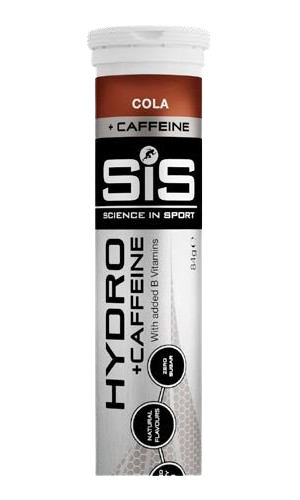 COLA
+ CAFFEINE
SiS
SCIENCE IN SPORT
84g e
HYDRO
+CAFFEINE
With added B Vitamins
ZERO
SUGAR
NATURAL
FLAVOURS